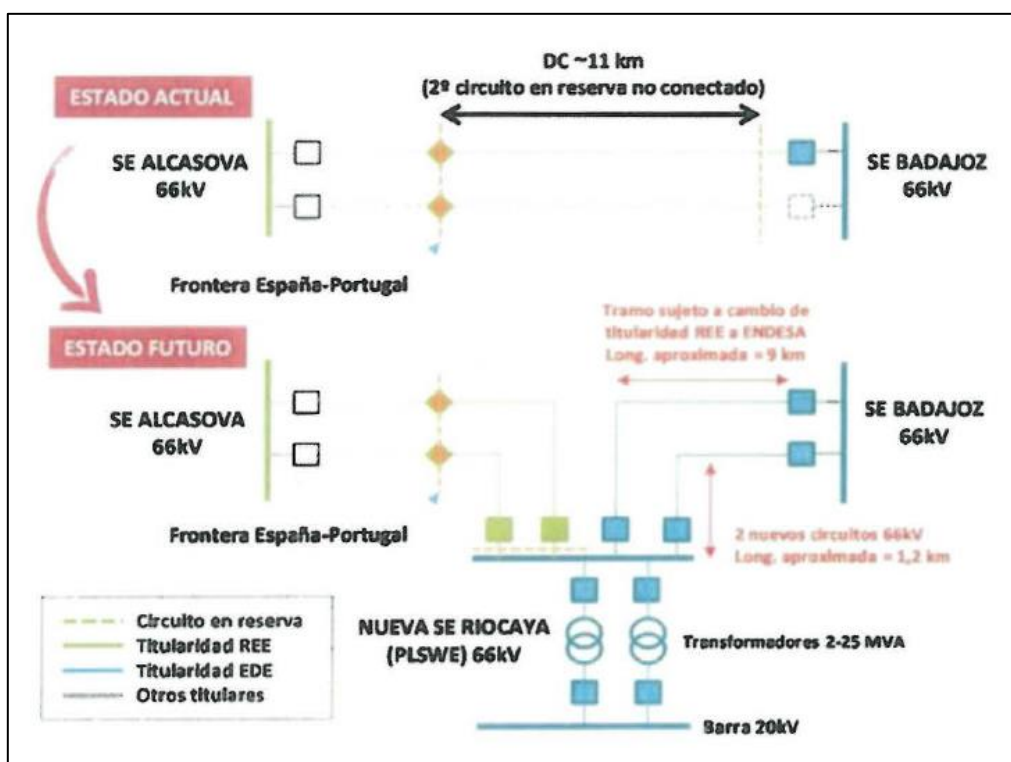 DC ~11 km
(2º circuito en reserva no conectado)
ESTADO ACTUAL
SE ALCASOVA
66kV
SE BADAJOZ
66kV
Frontera España-Portugal
Tramo sujeto a cambio de
titularidad REE a ENDESA
Long. aproximada = 9 km
ESTADO FUTURO
SE ALCASOVA
66kV
SE BADAJOZ
66kV
Frontera España-Portugal
2 nuevos circuitos 66kV
Long. aproximada = 1,2 km
Circuito en reserva
Titularidad REE
Titularidad EDE
Otros titulares
NUEVA SE RIOCAYA
(PLSWE) 66kV
Transformadores 2-25 MVA
Barra 20kV